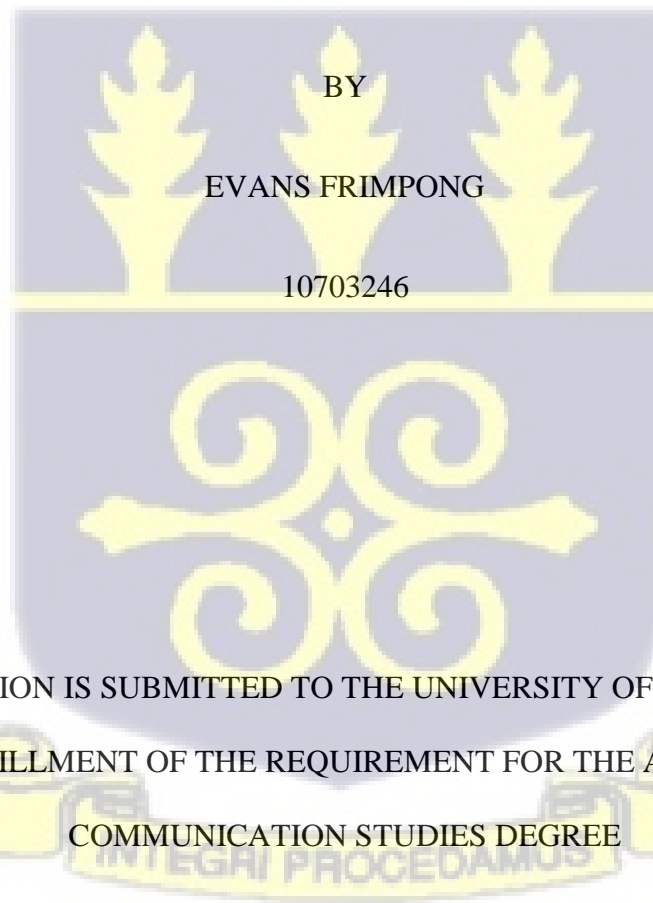 BY
EVANS FRIMPONG
10703246
ION IS SUBMITTED TO THE UNIVERSITY OF
ILLMENT OF THE REQUIREMENT FOR THE A
COMMUNICATION STUDIES DEGREE
INTEGRI PROCEDAMUS